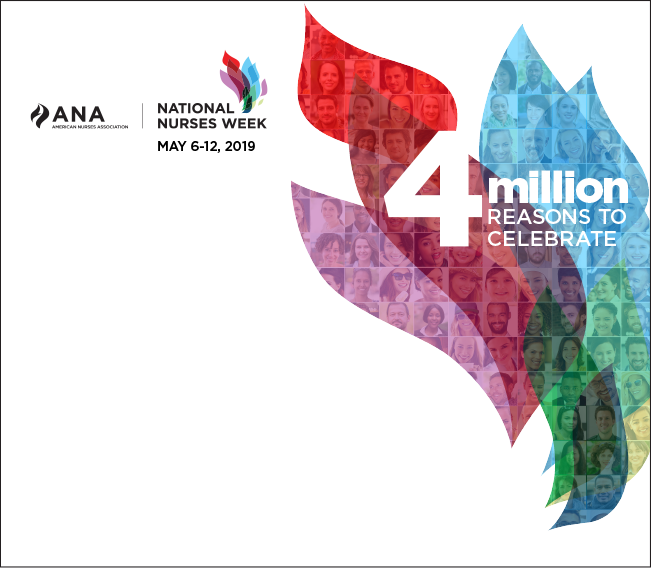 ANA
AMERICAN NURSES ASSOCIATION
NATIONAL
NURSES WEEK
MAY 6-12, 2019
4 million
REASONS TO
CELEBRATE